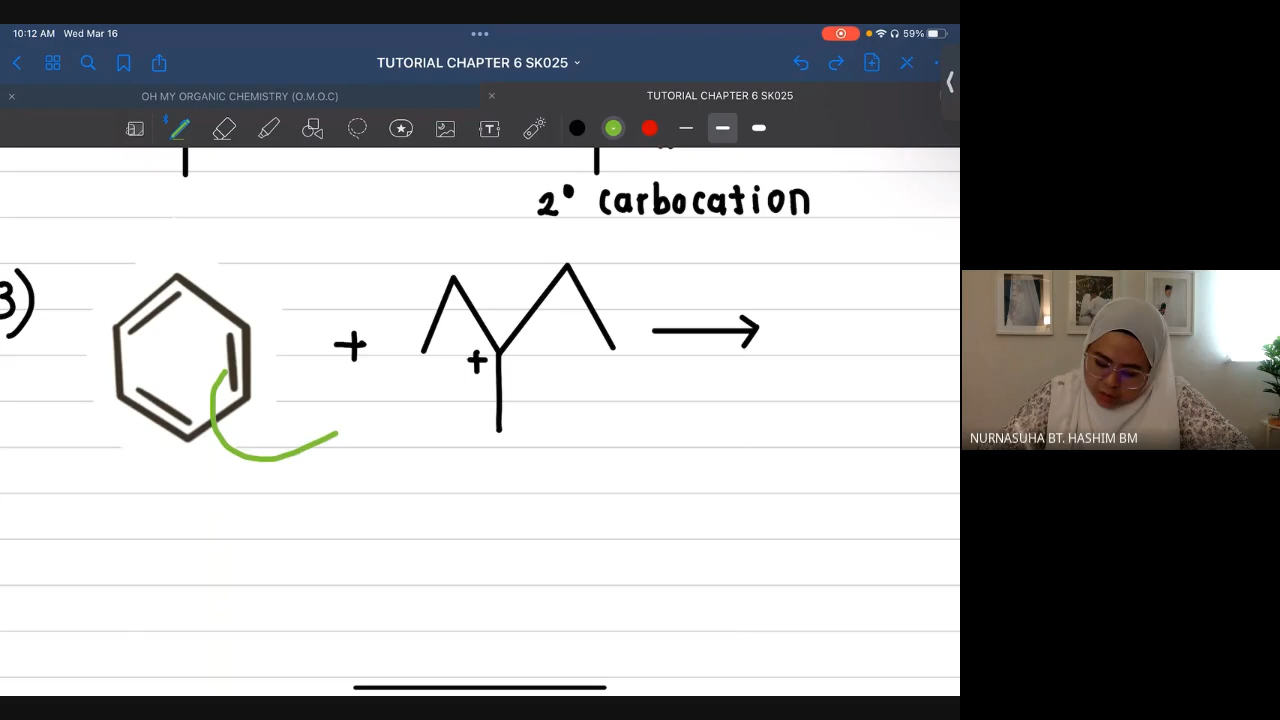 10:12 AM Wed Mar 16
59%
TUTORIAL CHAPTER 6 SK025
OH MY ORGANIC CHEMISTRY (O.M.O.C)
TUTORIAL CHAPTER 6 SK025
2° carbocation
3)
+
+
NURNASUHA BT. HASHIM BM